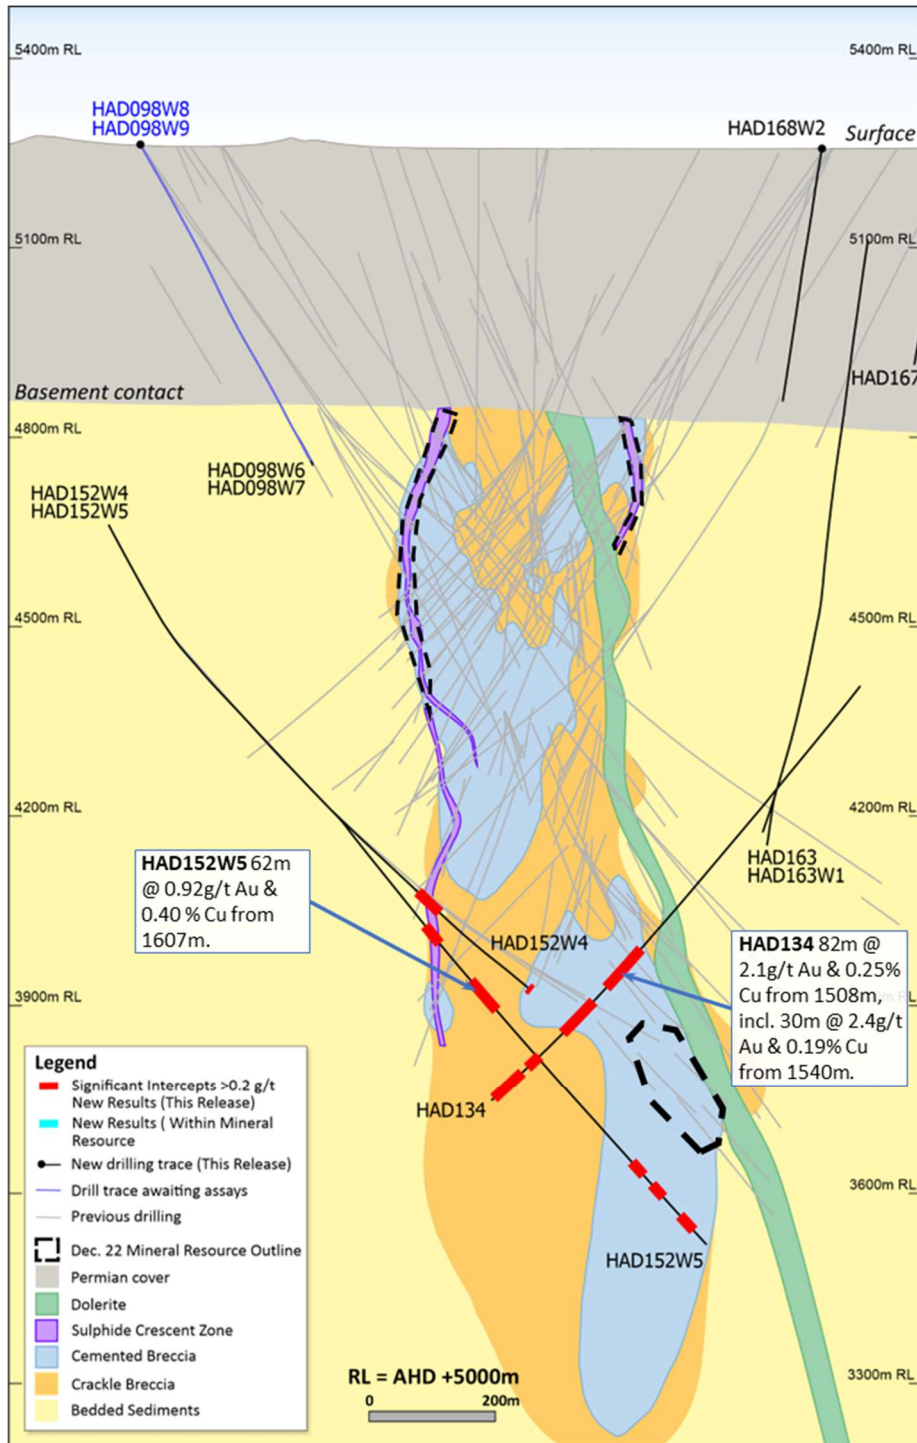 5400m RL
5400m RL
HAD098W8
HAD098W9
HAD168W2
Surface
5100m RL
5100m RL
HAD167
Basement contact
4800m RL
4800m RL
HAD098W6
HAD098W7
HAD152W4
HAD152W5
4500m RL
4500m RL
4200m RL
4200m RL
HAD152W5 62m
@ 0.92g/t Au &
0.40 % Cu from
1607m.
HAD163
HAD163W1
HAD152W4
HAD134 82m @
2.1g/t Au & 0.25%
Cu from 1508m,
incl. 30m @ 2.4g/t
Au & 0.19% Cu
from 1540m.
3900m RL
HAD134
3600m RL
HAD152W5
RL = AHD +5000m
0 200m
3300m RL
Legend
Significant Intercepts >0.2 g/t
New Results (This Release)
New Results ( Within Mineral
Resource
New drilling trace (This Release)
Drill trace awaiting assays
Previous drilling
Dec. 22 Mineral Resource Outline
Permian cover
Dolerite
Sulphide Crescent Zone
Cemented Breccia
Crackle Breccia
Bedded Sediments